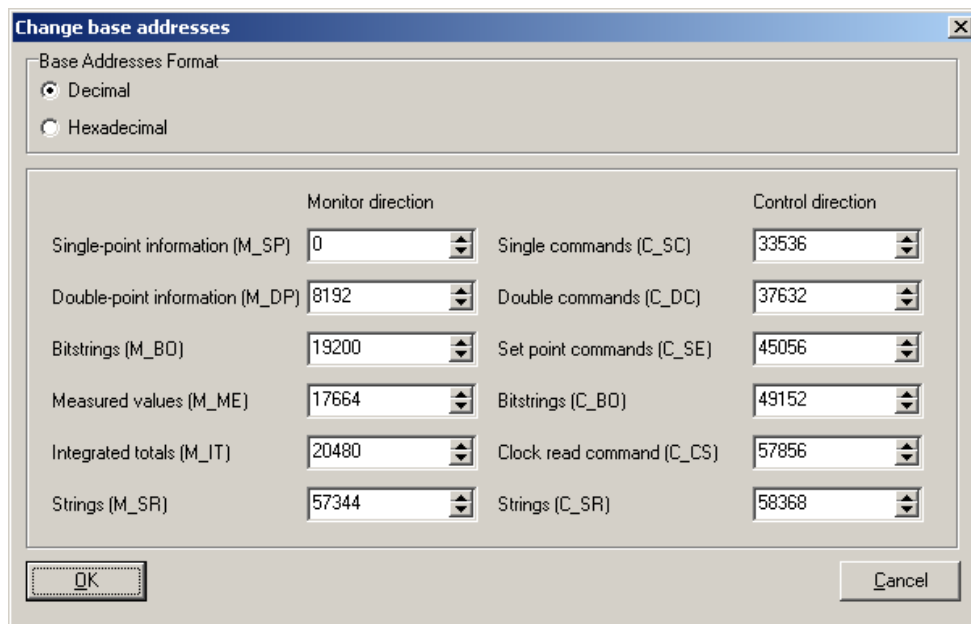 Change base addresses
Base Addresses Format
Decimal
Hexadecimal
Monitor direction Control direction
Single-point information (M_SP) 0 Single commands (C_SC) 33536
Double-point information (M_DP) 8192 Double commands (C_DC) 37632
Bitstrings (M_BO) 19200 Set point commands (C_SE) 45056
Measured values (M_ME) 17664 Bitstrings (C_BO) 49152
Integrated totals (M_IT) 20480 Clock read command (C_CS) 57856
Strings (M_SR) 57344 Strings (C_SR) 58368
OK Cancel